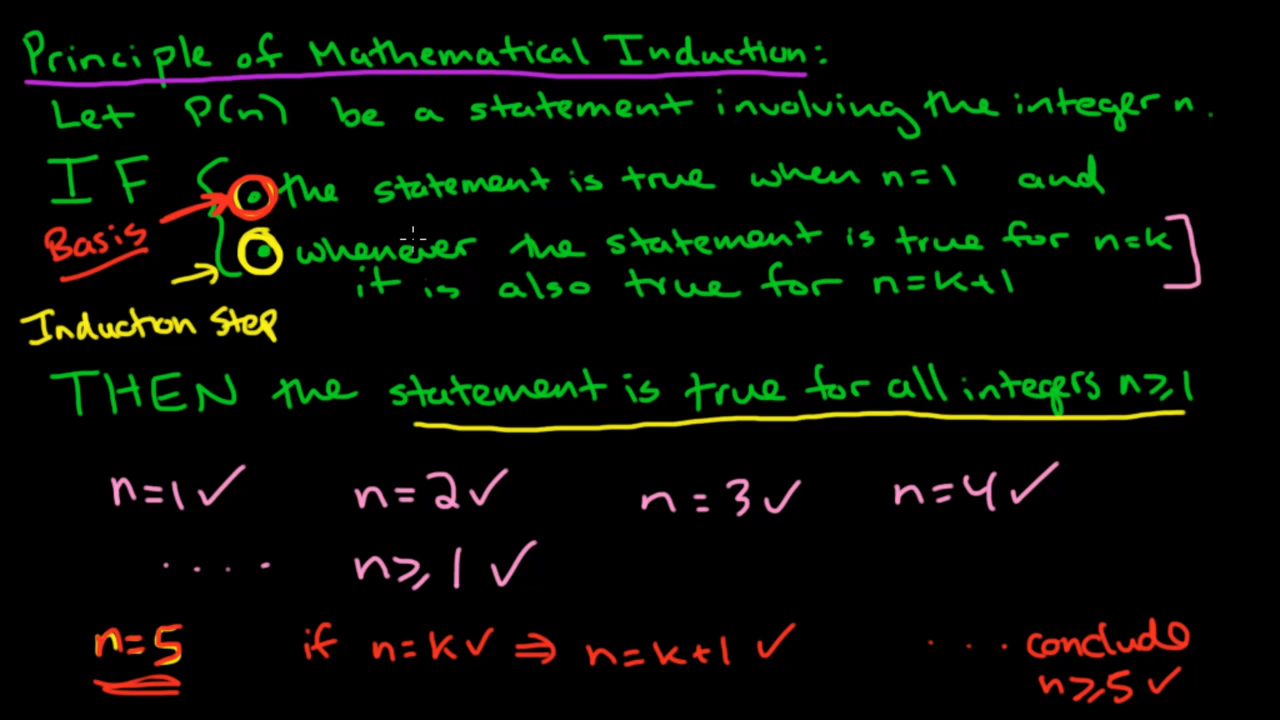 Principle of Mathematical Induction:
Let P(n) be a statement involving the integer n.
IF { • the statement is true when n=1 and
Basis
• whenever the statement is true for n=k
it is also true for n=k+1
Induction Step
THEN the statement is true for all integers n≥1
n=1 ✓ n=2 ✓ n=3 ✓ n=4 ✓
.... n≥1 ✓
n=5 if n=k ✓ ⇒ n=k+1 ✓ ... conclude
n≥5 ✓